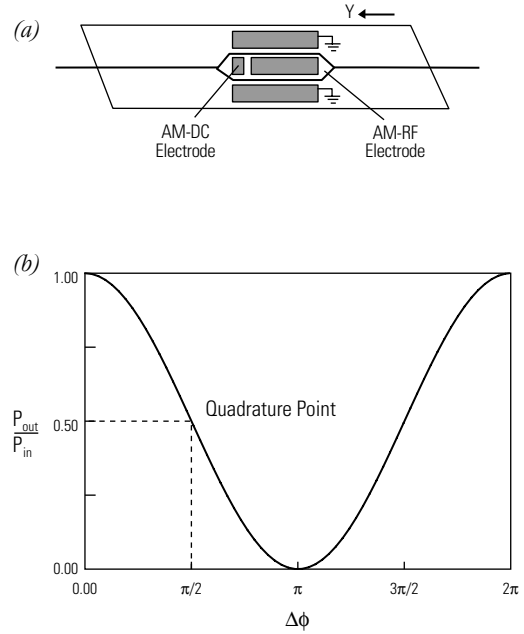 (a)
Y
AM-DC
Electrode
AM-RF
Electrode
(b)
1.00
Quadrature Point
P_out
P_in
0.50
0.00
0.00
π/2
π
3π/2
2π
Δϕ